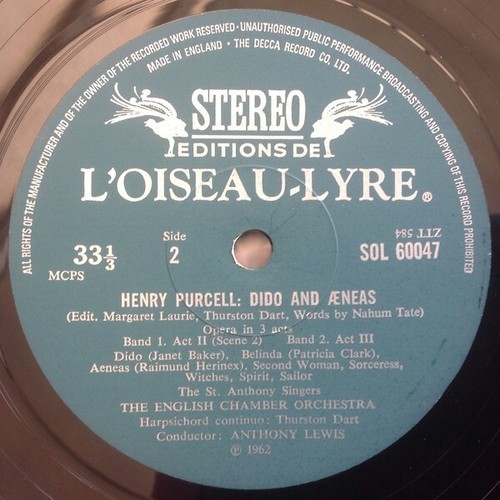 ALL RIGHTS OF THE MANUFACTURER AND OF THE OWNER OF THE RECORDED WORK RESERVED · UNAUTHORISED PUBLIC PERFORMANCE BROADCASTING AND COPYING OF THIS RECORD PROHIBITED
MADE IN ENGLAND · THE DECCA RECORD CO. LTD.
STEREO
EDITIONS DE
L'OISEAU-LYRE ®
33⅓
MCPS
Side
2
ZIT. 584
SOL 60047
HENRY PURCELL: DIDO AND ÆNEAS
(Edit. Margaret Laurie, Thurston Dart, Words by Nahum Tate)
Opera in 3 acts
Band 1. Act II (Scene 2) Band 2. Act III
Dido (Janet Baker), Belinda (Patricia Clark),
Aeneas (Raimund Herinex), Second Woman, Sorceress,
Witches, Spirit, Sailor
The St. Anthony Singers
THE ENGLISH CHAMBER ORCHESTRA
Harpsichord continuo: Thurston Dart
Conductor: ANTHONY LEWIS
℗ 1962